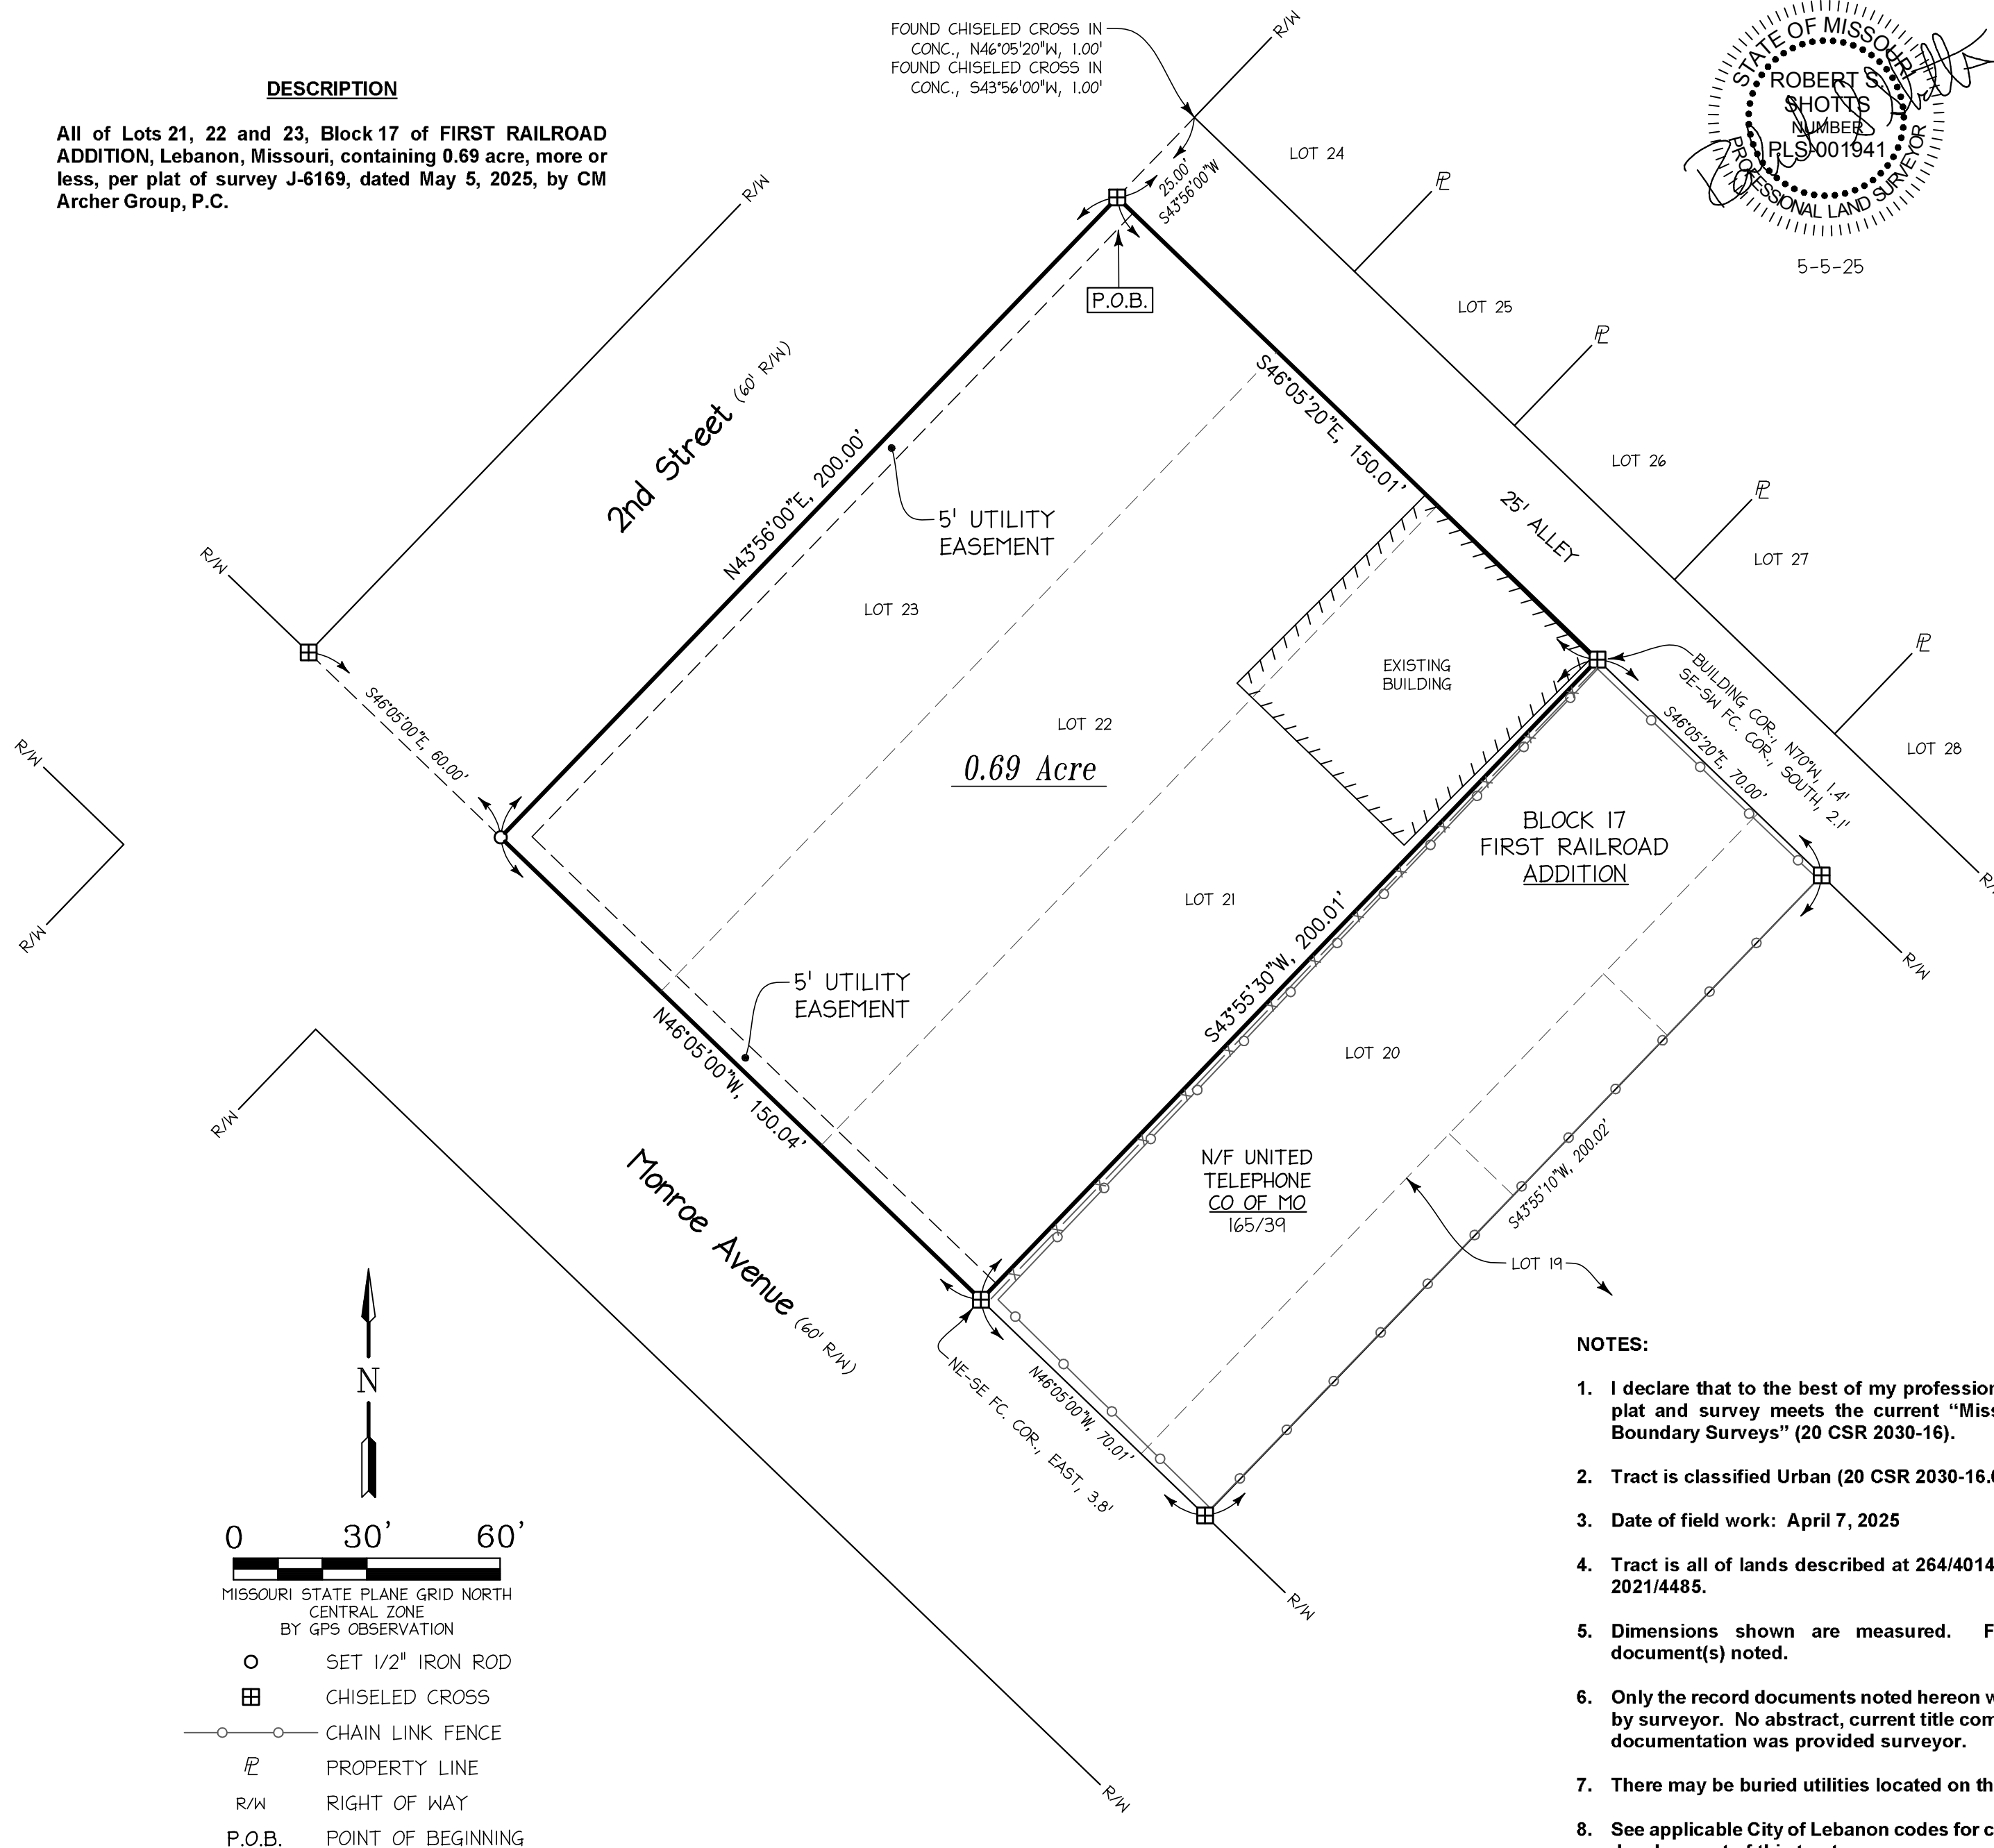 DESCRIPTION
All of Lots 21, 22 and 23, Block 17 of FIRST RAILROAD
ADDITION, Lebanon, Missouri, containing 0.69 acre, more or
less, per plat of survey J-6169, dated May 5, 2025, by CM
Archer Group, P.C.
FOUND CHISELED CROSS IN
CONC., N46°05'20"W, 1.00'
FOUND CHISELED CROSS IN
CONC., S43°56'00"W, 1.00'
R/W
STATE OF MISSOURI
ROBERT S.
SHOTTS
NUMBER
PLS-001941
PROFESSIONAL LAND SURVEYOR
5-5-25
R/W
25.00'
S43°56'00"W
P.O.B.
LOT 24
PL
LOT 25
PL
LOT 26
PL
LOT 27
PL
LOT 28
25' ALLEY
2nd Street (60' R/W)
N43°56'00"E, 200.00'
S46°05'20"E, 150.01'
5' UTILITY
EASEMENT
LOT 23
R/W
S46°05'00"E, 60.00'
R/W
R/W
EXISTING
BUILDING
LOT 22
0.69 Acre
BUILDING COR., N70°W, 1.4'
SE-SW FC. COR., SOUTH, 2.1'
S46°05'20"E, 70.00'
R/W
BLOCK 17
FIRST RAILROAD
ADDITION
LOT 21
S43°55'30"W, 200.01'
R/W
5' UTILITY
EASEMENT
N46°05'00"W, 150.04'
LOT 20
R/W
Monroe Avenue (60' R/W)
N/F UNITED
TELEPHONE
CO OF MO
165/39
S43°55'10"W, 200.02'
LOT 19
NE-SE FC. COR., EAST, 3.8'
N46°05'00"W, 70.01'
R/W
R/W
N
0 30' 60'
MISSOURI STATE PLANE GRID NORTH
CENTRAL ZONE
BY GPS OBSERVATION
SET 1/2" IRON ROD
CHISELED CROSS
CHAIN LINK FENCE
PL PROPERTY LINE
R/W RIGHT OF WAY
P.O.B. POINT OF BEGINNING
NOTES:
1. I declare that to the best of my profession
plat and survey meets the current “Miss
Boundary Surveys” (20 CSR 2030-16).
2. Tract is classified Urban (20 CSR 2030-16.
3. Date of field work: April 7, 2025
4. Tract is all of lands described at 264/4014
2021/4485.
5. Dimensions shown are measured. F
document(s) noted.
6. Only the record documents noted hereon w
by surveyor. No abstract, current title com
documentation was provided surveyor.
7. There may be buried utilities located on th
8. See applicable City of Lebanon codes for c